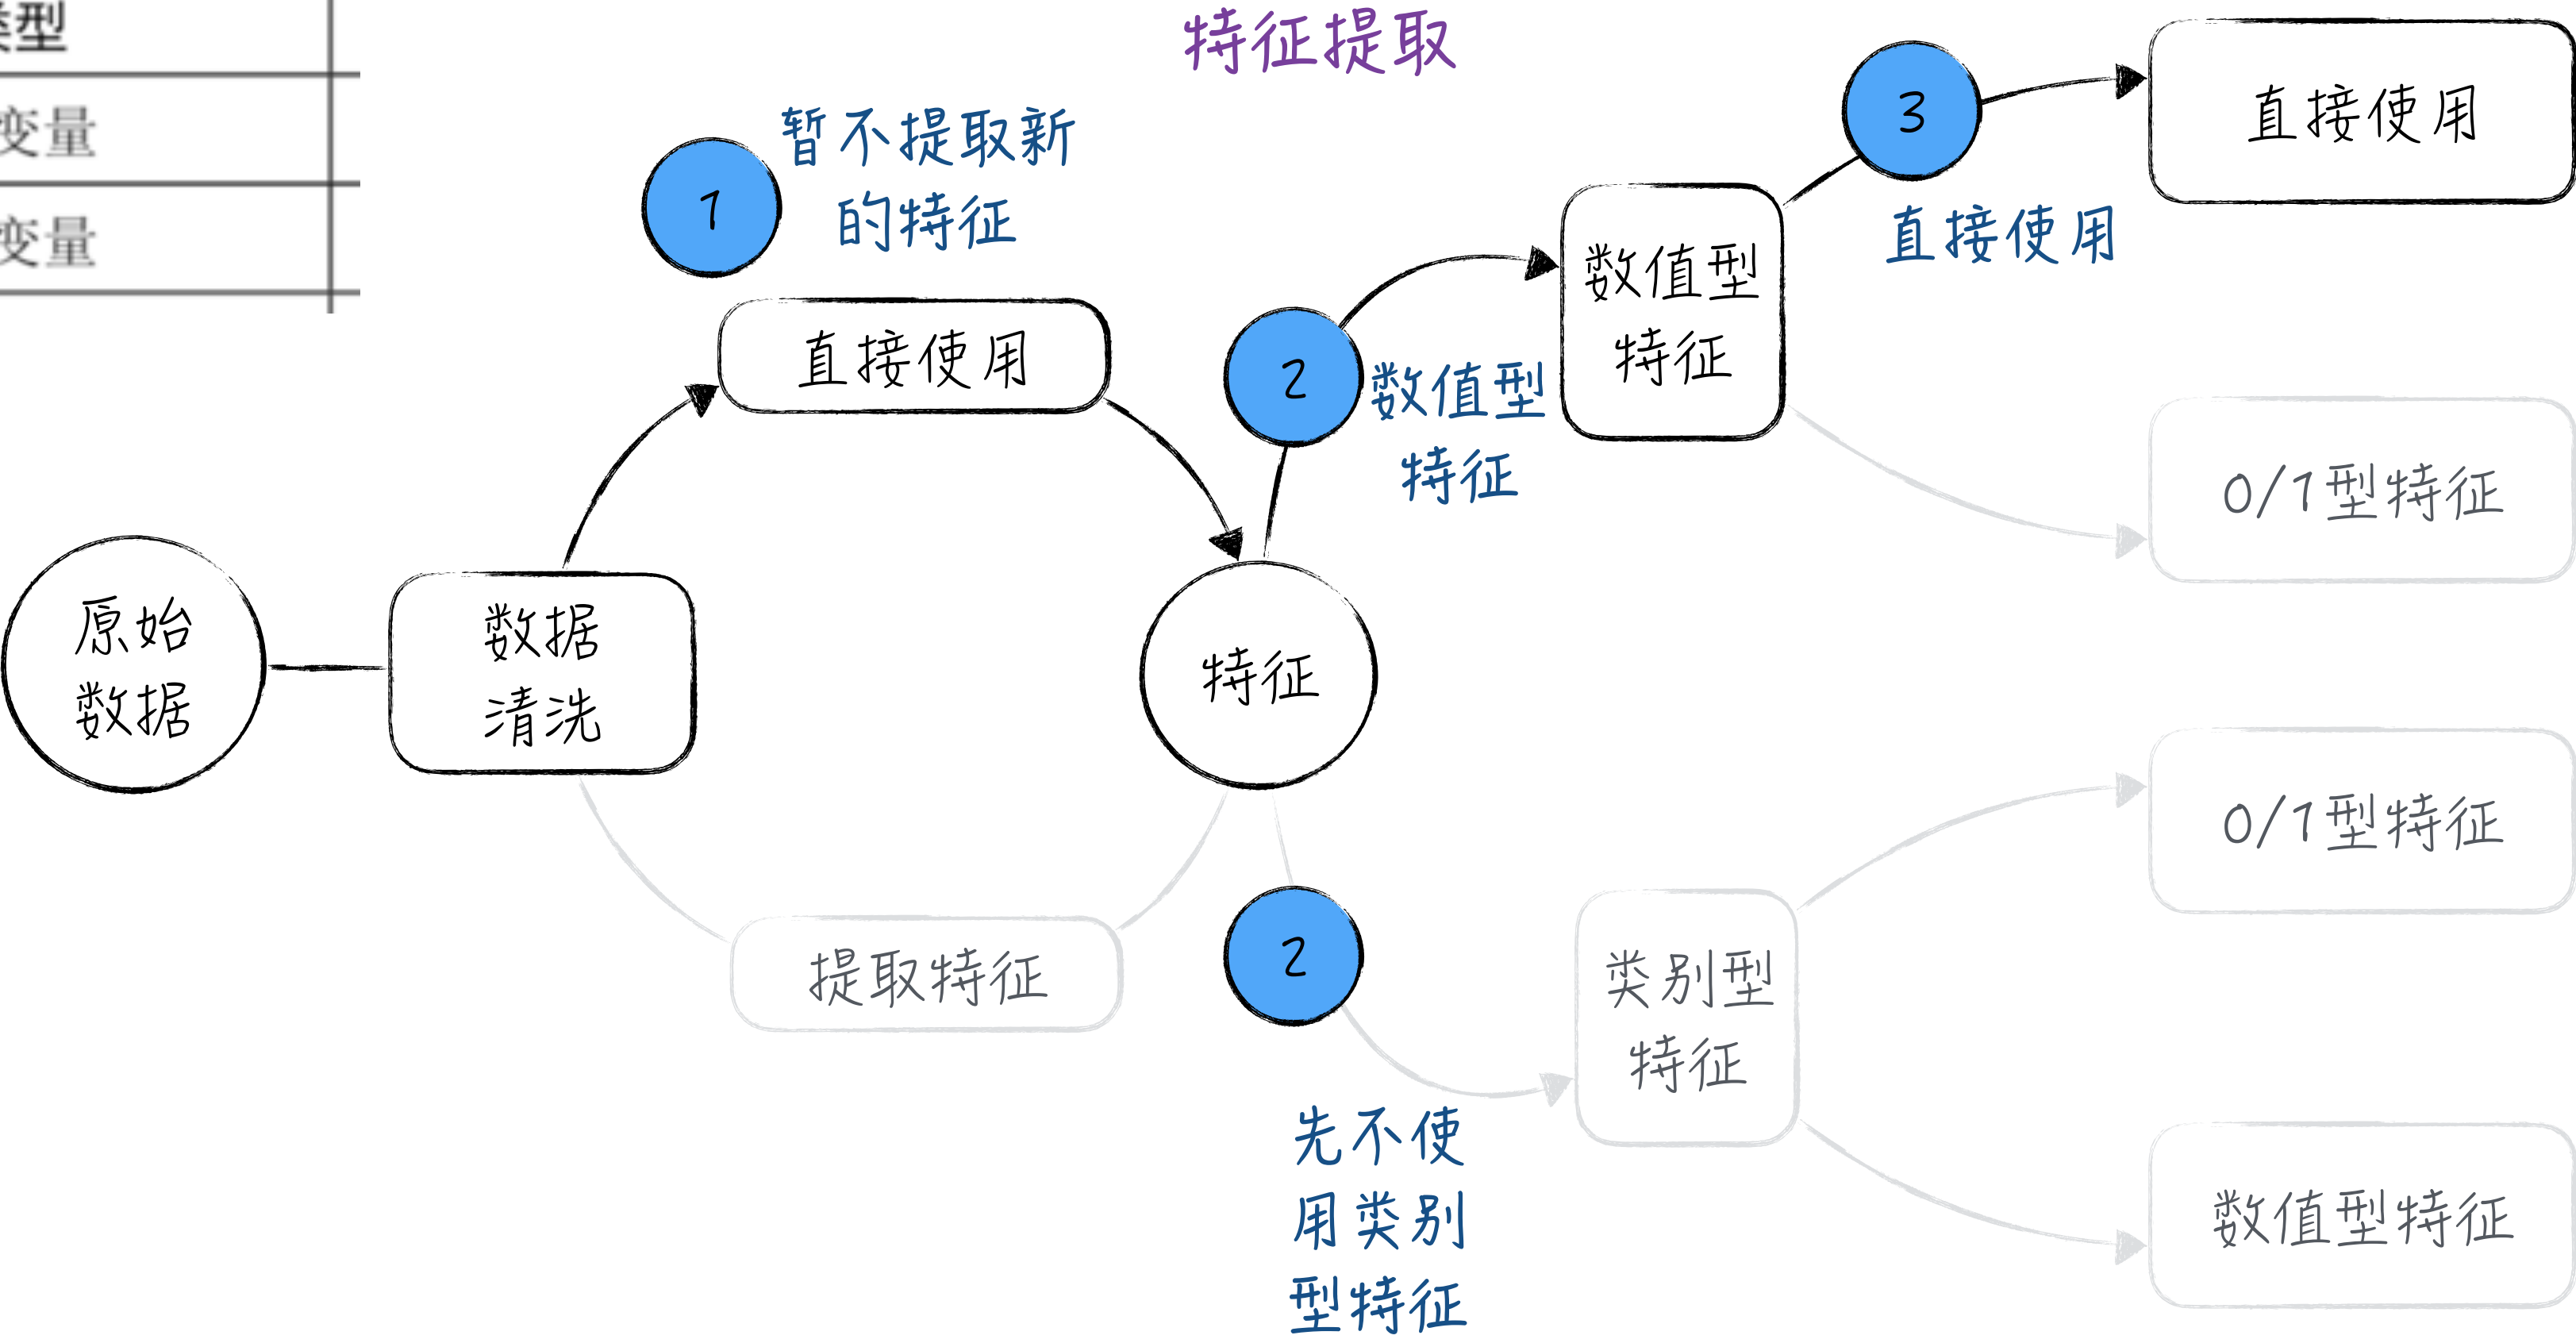 类型
变量
变量
特征提取
1
暂不提取新
的特征
直接使用
原始
数据
数据
清洗
提取特征
特征
2
数值型
特征
2
先不使
用类别
型特征
数值型
特征
3
直接使用
直接使用
0/1型特征
类别型
特征
0/1型特征
数值型特征